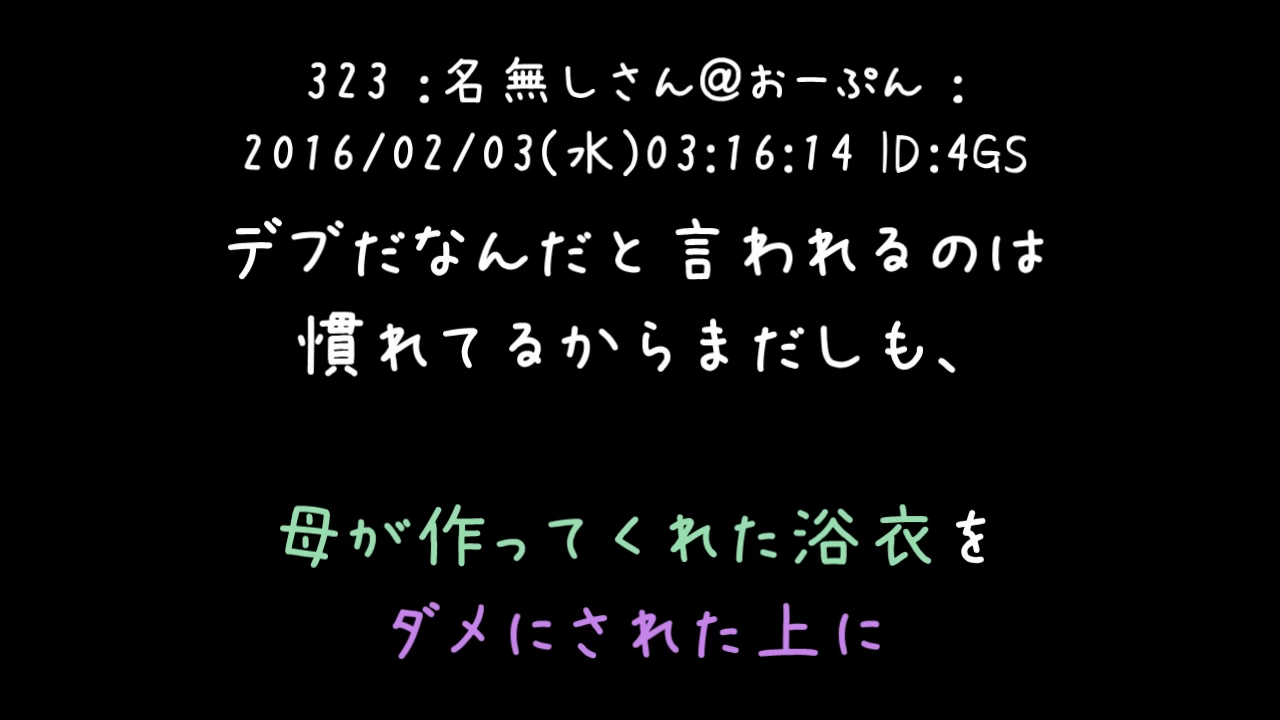 323 :名無しさん@おーぷん :
2016/02/03(水)03:16:14 ID:4GS
デブだなんだと言われるのは
慣れてるからまだしも、
母が作ってくれた浴衣を
ダメにされた上に